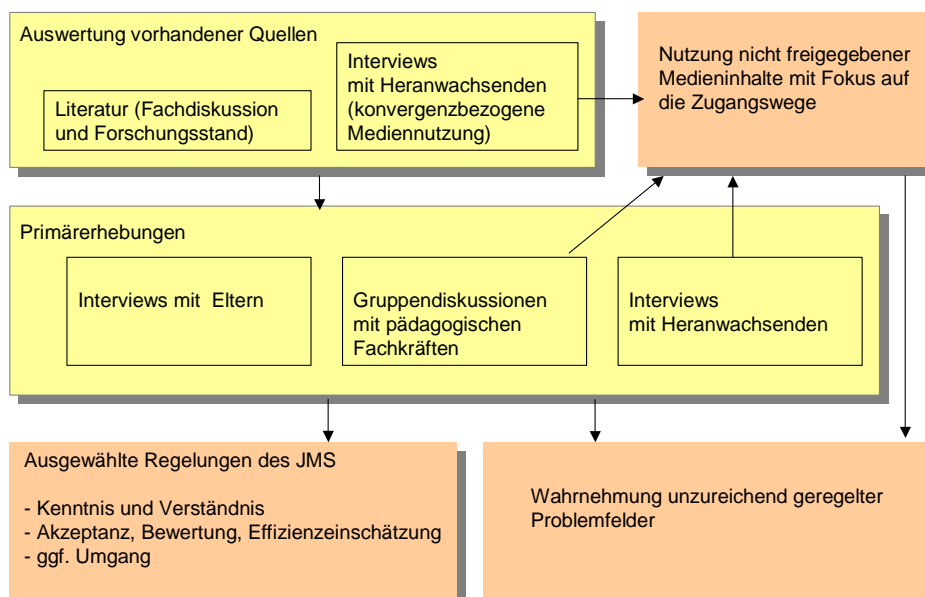 Auswertung vorhandener Quellen
Literatur (Fachdiskussion
und Forschungsstand)
Interviews
mit Heranwachsenden
(konvergenzbezogene
Mediennutzung)
Nutzung nicht freigegebener
Medieninhalte mit Fokus auf
die Zugangswege
Primärerhebungen
Interviews mit Eltern
Gruppendiskussionen
mit pädagogischen
Fachkräften
Interviews
mit Heranwachsenden
Ausgewählte Regelungen des JMS
- Kenntnis und Verständnis
- Akzeptanz, Bewertung, Effizienzeinschätzung
- ggf. Umgang
Wahrnehmung unzureichend geregelter
Problemfelder